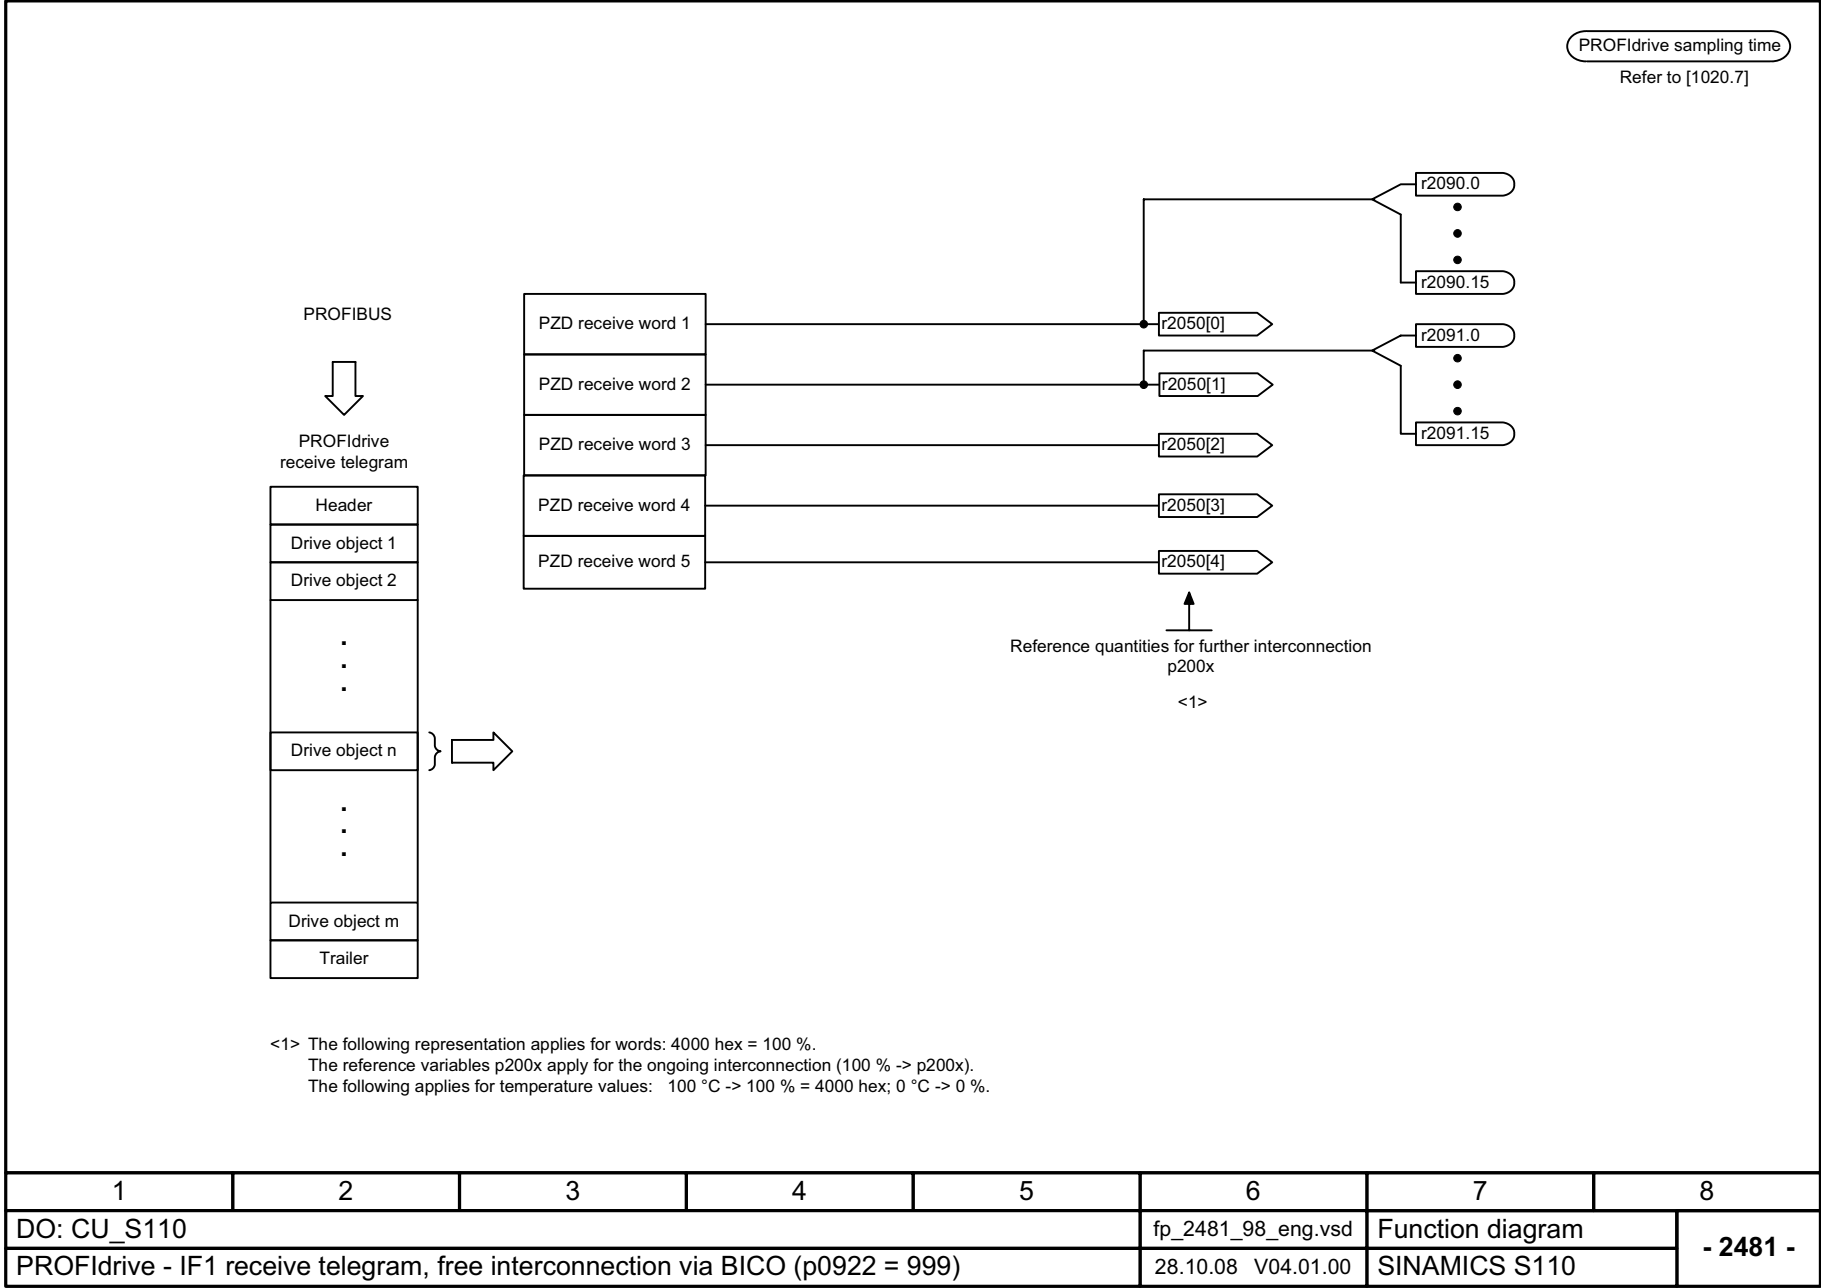 PROFIdrive sampling time
Refer to [1020.7]
r2090.0
r2090.15
PROFIBUS
PZD receive word 1
r2050[0]
r2091.0
PZD receive word 2
r2050[1]
r2091.15
PROFIdrive
receive telegram
PZD receive word 3
r2050[2]
Header
PZD receive word 4
r2050[3]
Drive object 1
PZD receive word 5
r2050[4]
Drive object 2
Reference quantities for further interconnection
p200x
<1>
Drive object n
Drive object m
Trailer
<1> The following representation applies for words: 4000 hex = 100 %.
The reference variables p200x apply for the ongoing interconnection (100 % -> p200x).
The following applies for temperature values: 100 °C -> 100 % = 4000 hex; 0 °C -> 0 %.
1 2 3 4 5 6 7 8
DO: CU_S110 fp_2481_98_eng.vsd Function diagram
- 2481 -
PROFIdrive - IF1 receive telegram, free interconnection via BICO (p0922 = 999) 28.10.08 V04.01.00 SINAMICS S110